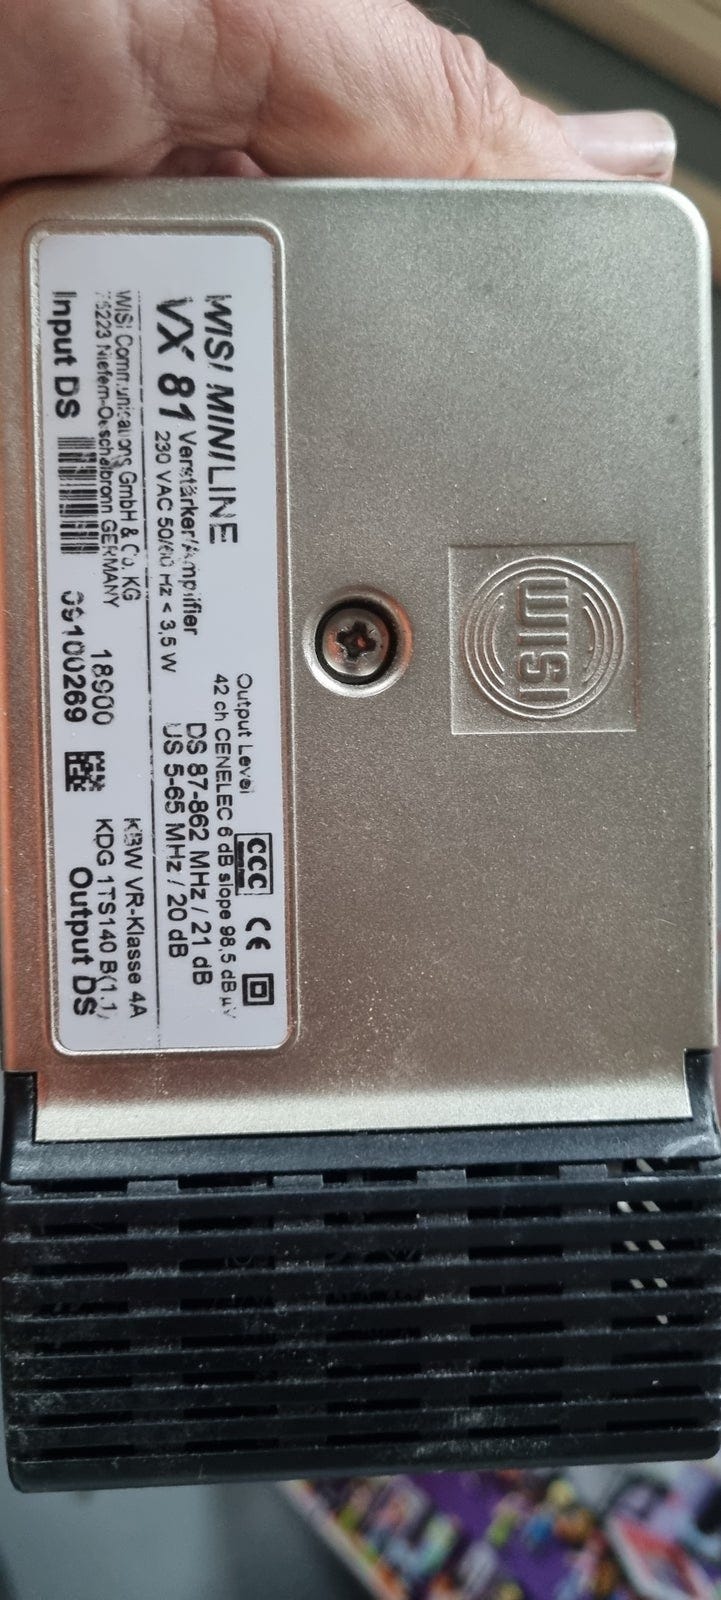 WISI MINILINE
VX 81 Verstärker/Amplifier
230 VAC 50/60 Hz < 3,5 W
Output Level
42 ch CENELEC 6 dB slope 98,5 dBµV
DS 87-862 MHz / 21 dB
US 5-65 MHz / 20 dB
CCC CE
WISI Communications GmbH & Co. KG
75223 Niefern-Öschelbronn GERMANY
18900
KBW VR-Klasse 4A
KDG 1TS140 B(1.1)
Input DS
09100269
Output DS
WISI